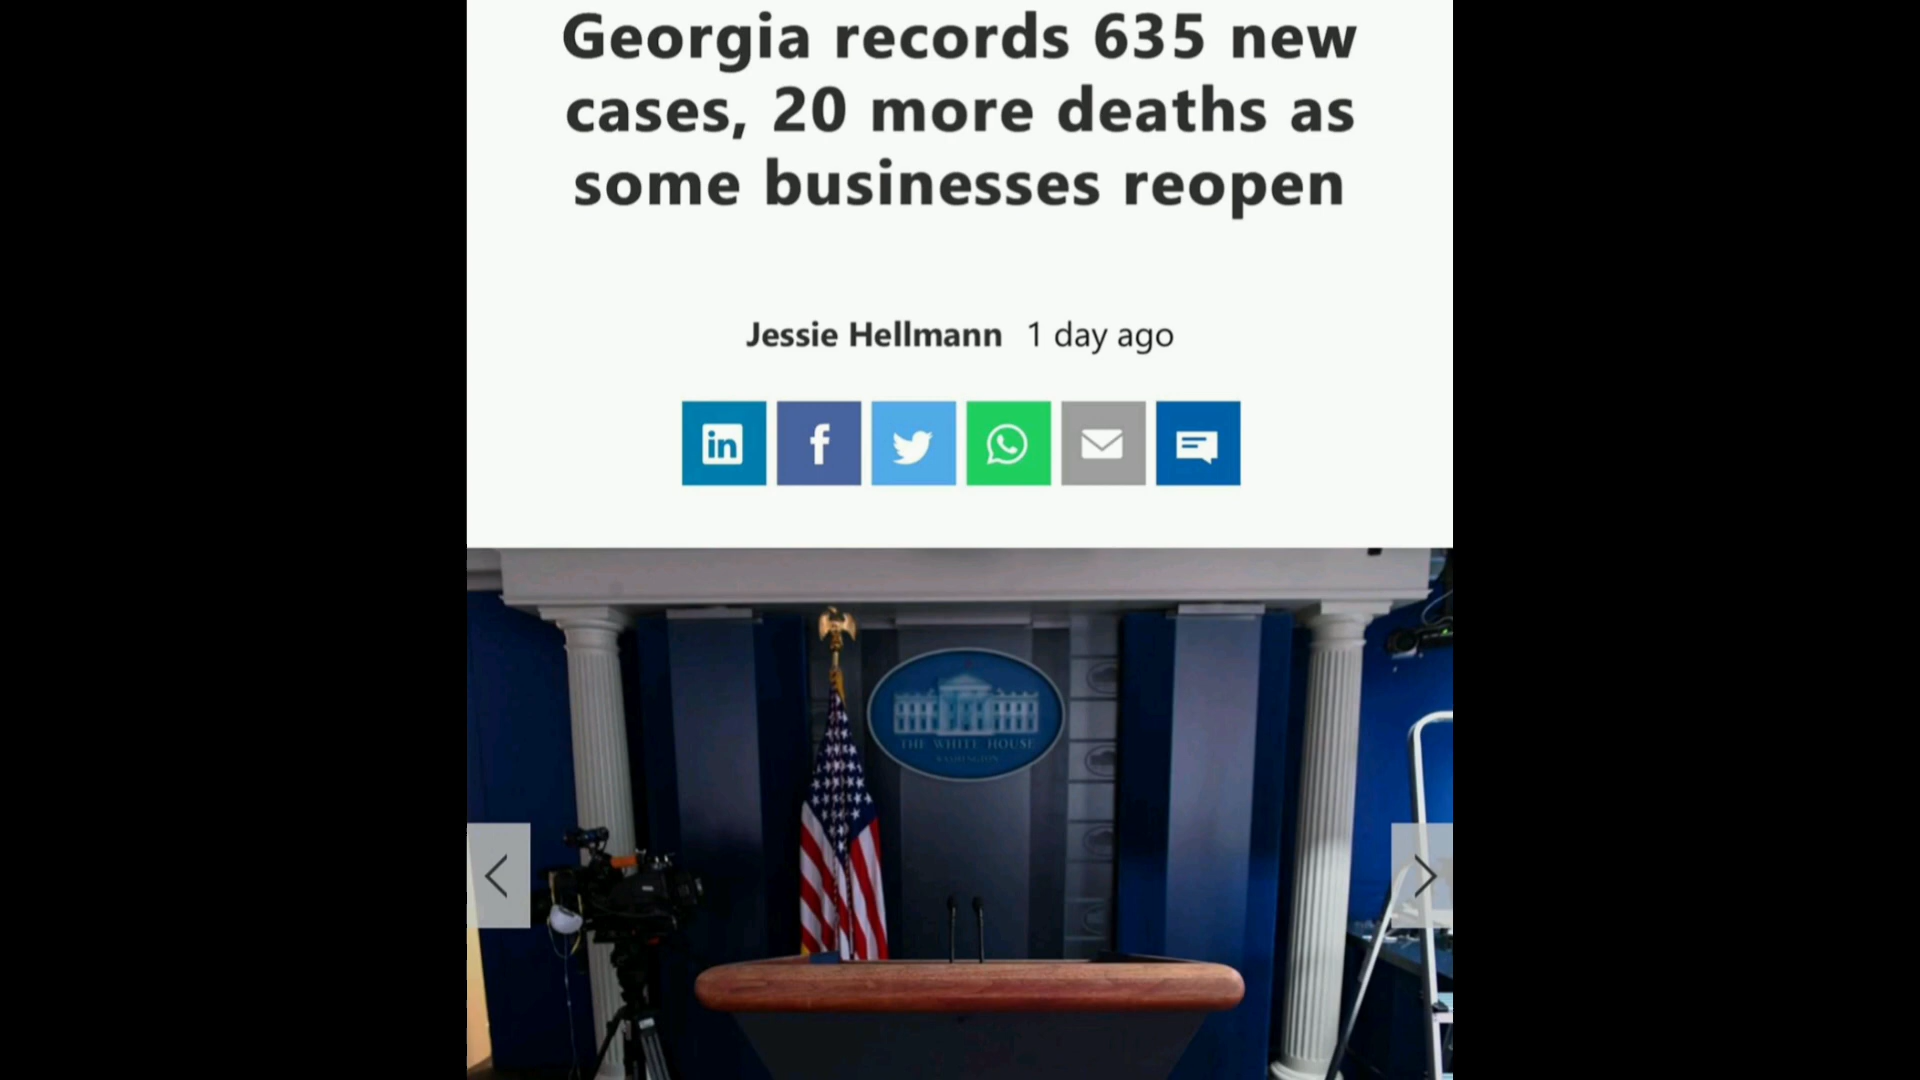 Georgia records 635 new
cases, 20 more deaths as
some businesses reopen
Jessie Hellmann 1 day ago
in f
THE WHITE HOUSE
WASHINGTON